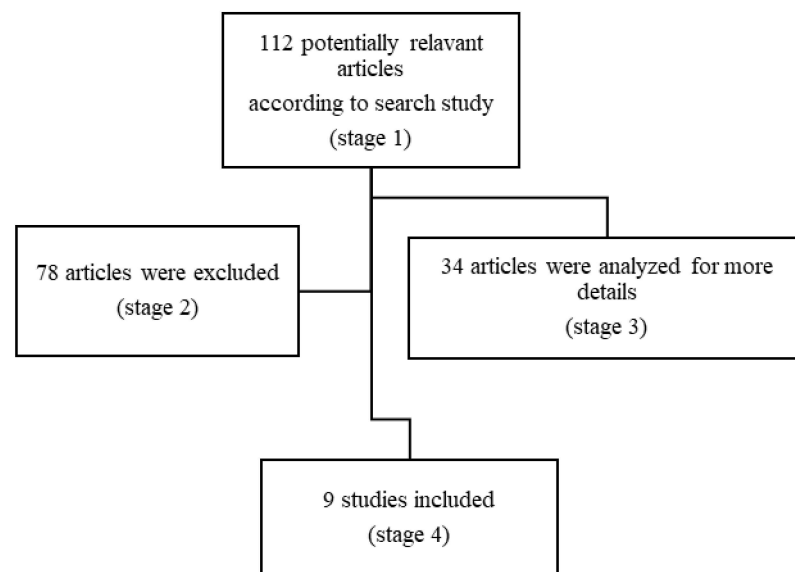 112 potentially relavant
articles
according to search study
(stage 1)
78 articles were excluded
(stage 2)
34 articles were analyzed for more
details
(stage 3)
9 studies included
(stage 4)